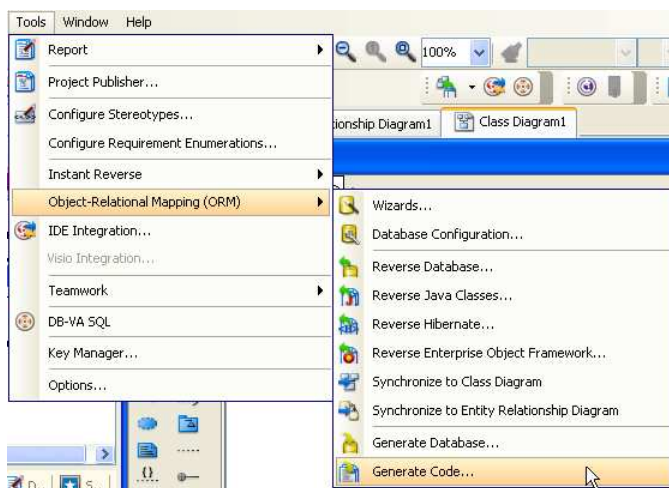 Tools Window Help
Report
100%
Project Publisher...
Configure Stereotypes...
ionship Diagram1 Class Diagram1
Configure Requirement Enumerations...
Instant Reverse
Object-Relational Mapping (ORM)
Wizards...
IDE Integration...
Database Configuration...
Visio Integration...
Reverse Database...
Teamwork
Reverse Java Classes...
DB-VA SQL
Reverse Hibernate...
Key Manager...
Reverse Enterprise Object Framework...
Options...
Synchronize to Class Diagram
Synchronize to Entity Relationship Diagram
Generate Database...
Generate Code...
D... S...